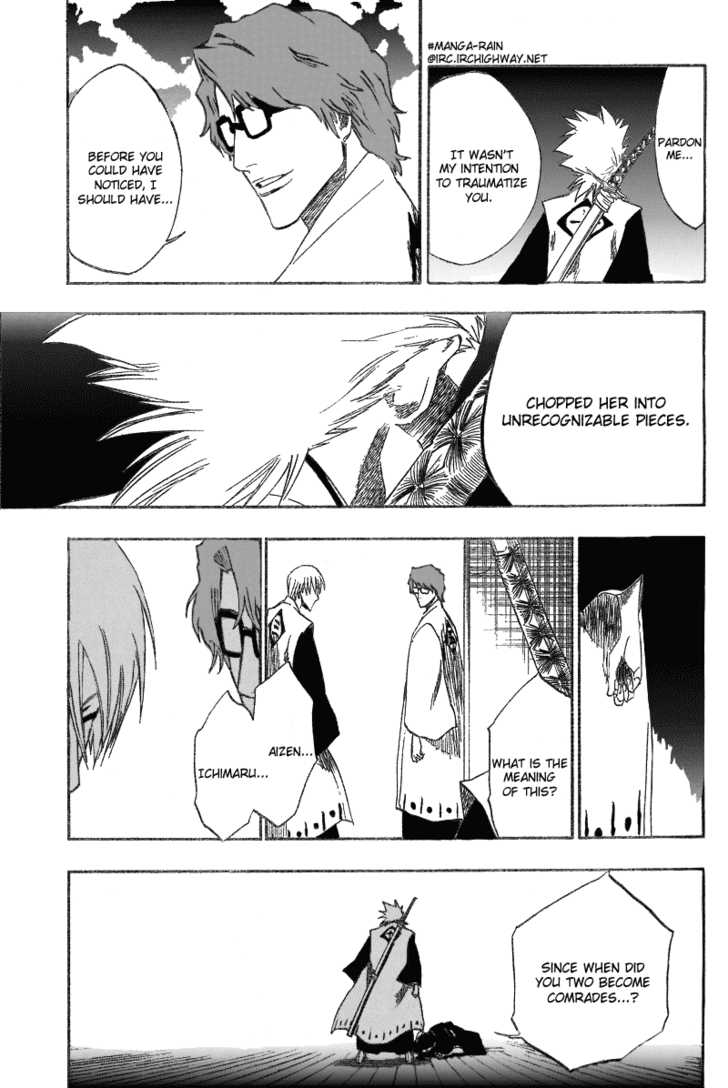 #MANGA-RAIN
@IRC.IRCHIGHWAY.NET
PARDON
ME...
IT WASN'T
MY INTENTION
TO TRAUMATIZE
YOU.
BEFORE YOU
COULD HAVE
NOTICED, I
SHOULD HAVE...
CHOPPED HER INTO
UNRECOGNIZABLE PIECES.
WHAT IS THE
MEANING
OF THIS?
AIZEN...
ICHIMARU...
SINCE WHEN DID
YOU TWO BECOME
COMRADES...?